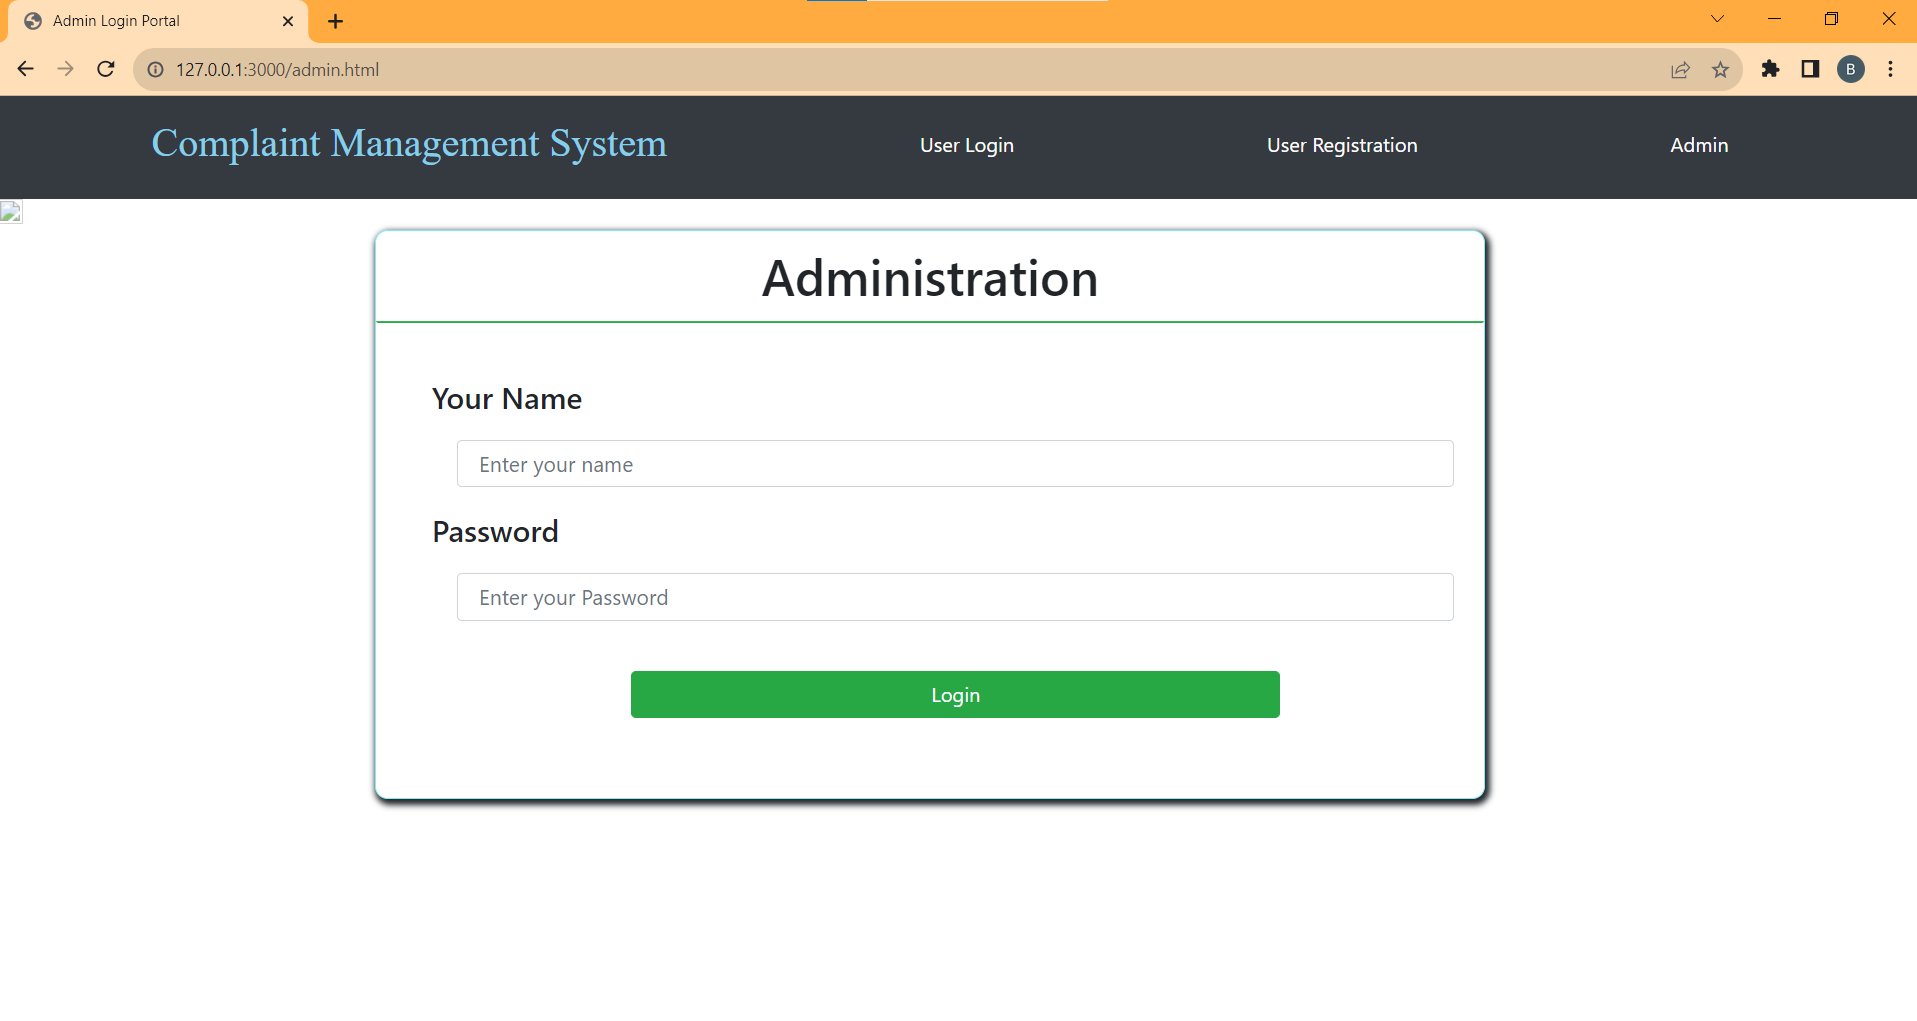 Admin Login Portal
127.0.0.1:3000/admin.html
B
Complaint Management System
User Login
User Registration
Admin
Administration
Your Name
Enter your name
Password
Enter your Password
Login